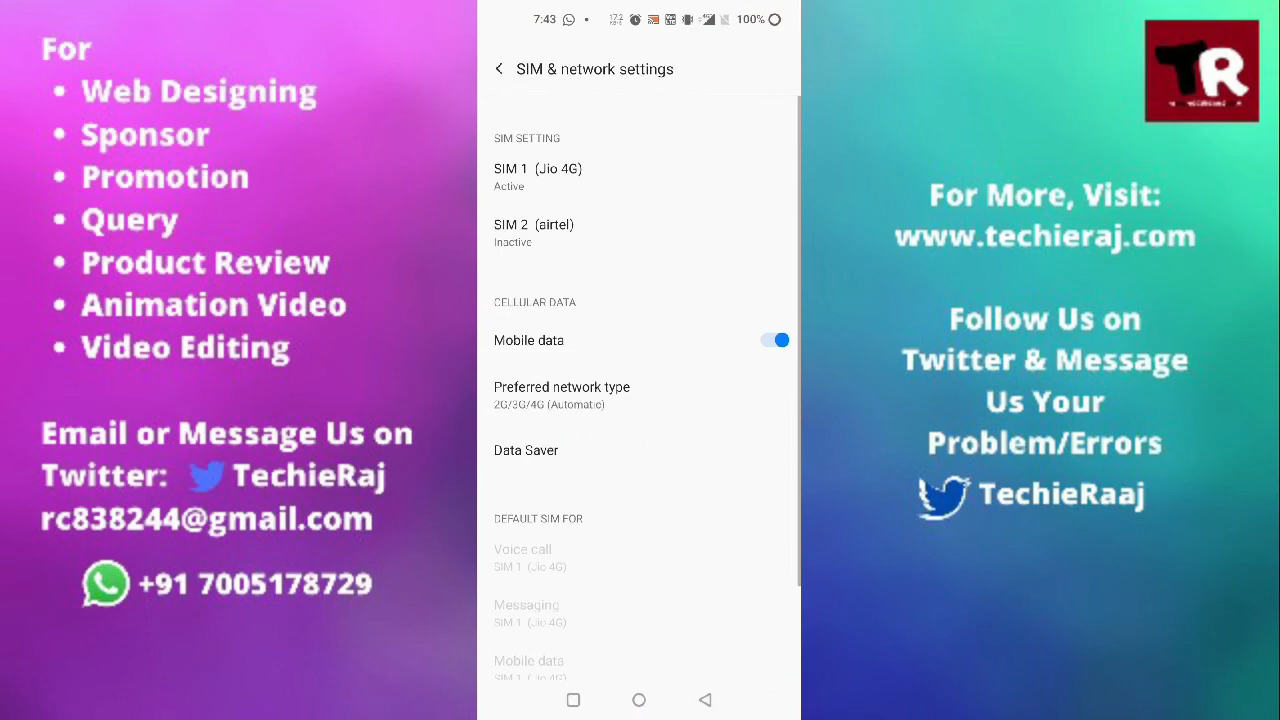 For
• Web Designing
• Sponsor
• Promotion
• Query
• Product Review
• Animation Video
• Video Editing
Email or Message Us on
Twitter: TechieRaj
rc838244@gmail.com
+91 7005178729
7:43
100%
SIM & network settings
SIM SETTING
SIM 1 (Jio 4G)
Active
SIM 2 (airtel)
Inactive
CELLULAR DATA
Mobile data
Preferred network type
2G/3G/4G (Automatic)
Data Saver
DEFAULT SIM FOR
Voice call
SIM 1 (Jio 4G)
Messaging
SIM 1 (Jio 4G)
Mobile data
SIM 1 (Jio 4G)
TR
For More, Visit:
www.techieraj.com
Follow Us on
Twitter & Message
Us Your
Problem/Errors
TechieRaaj